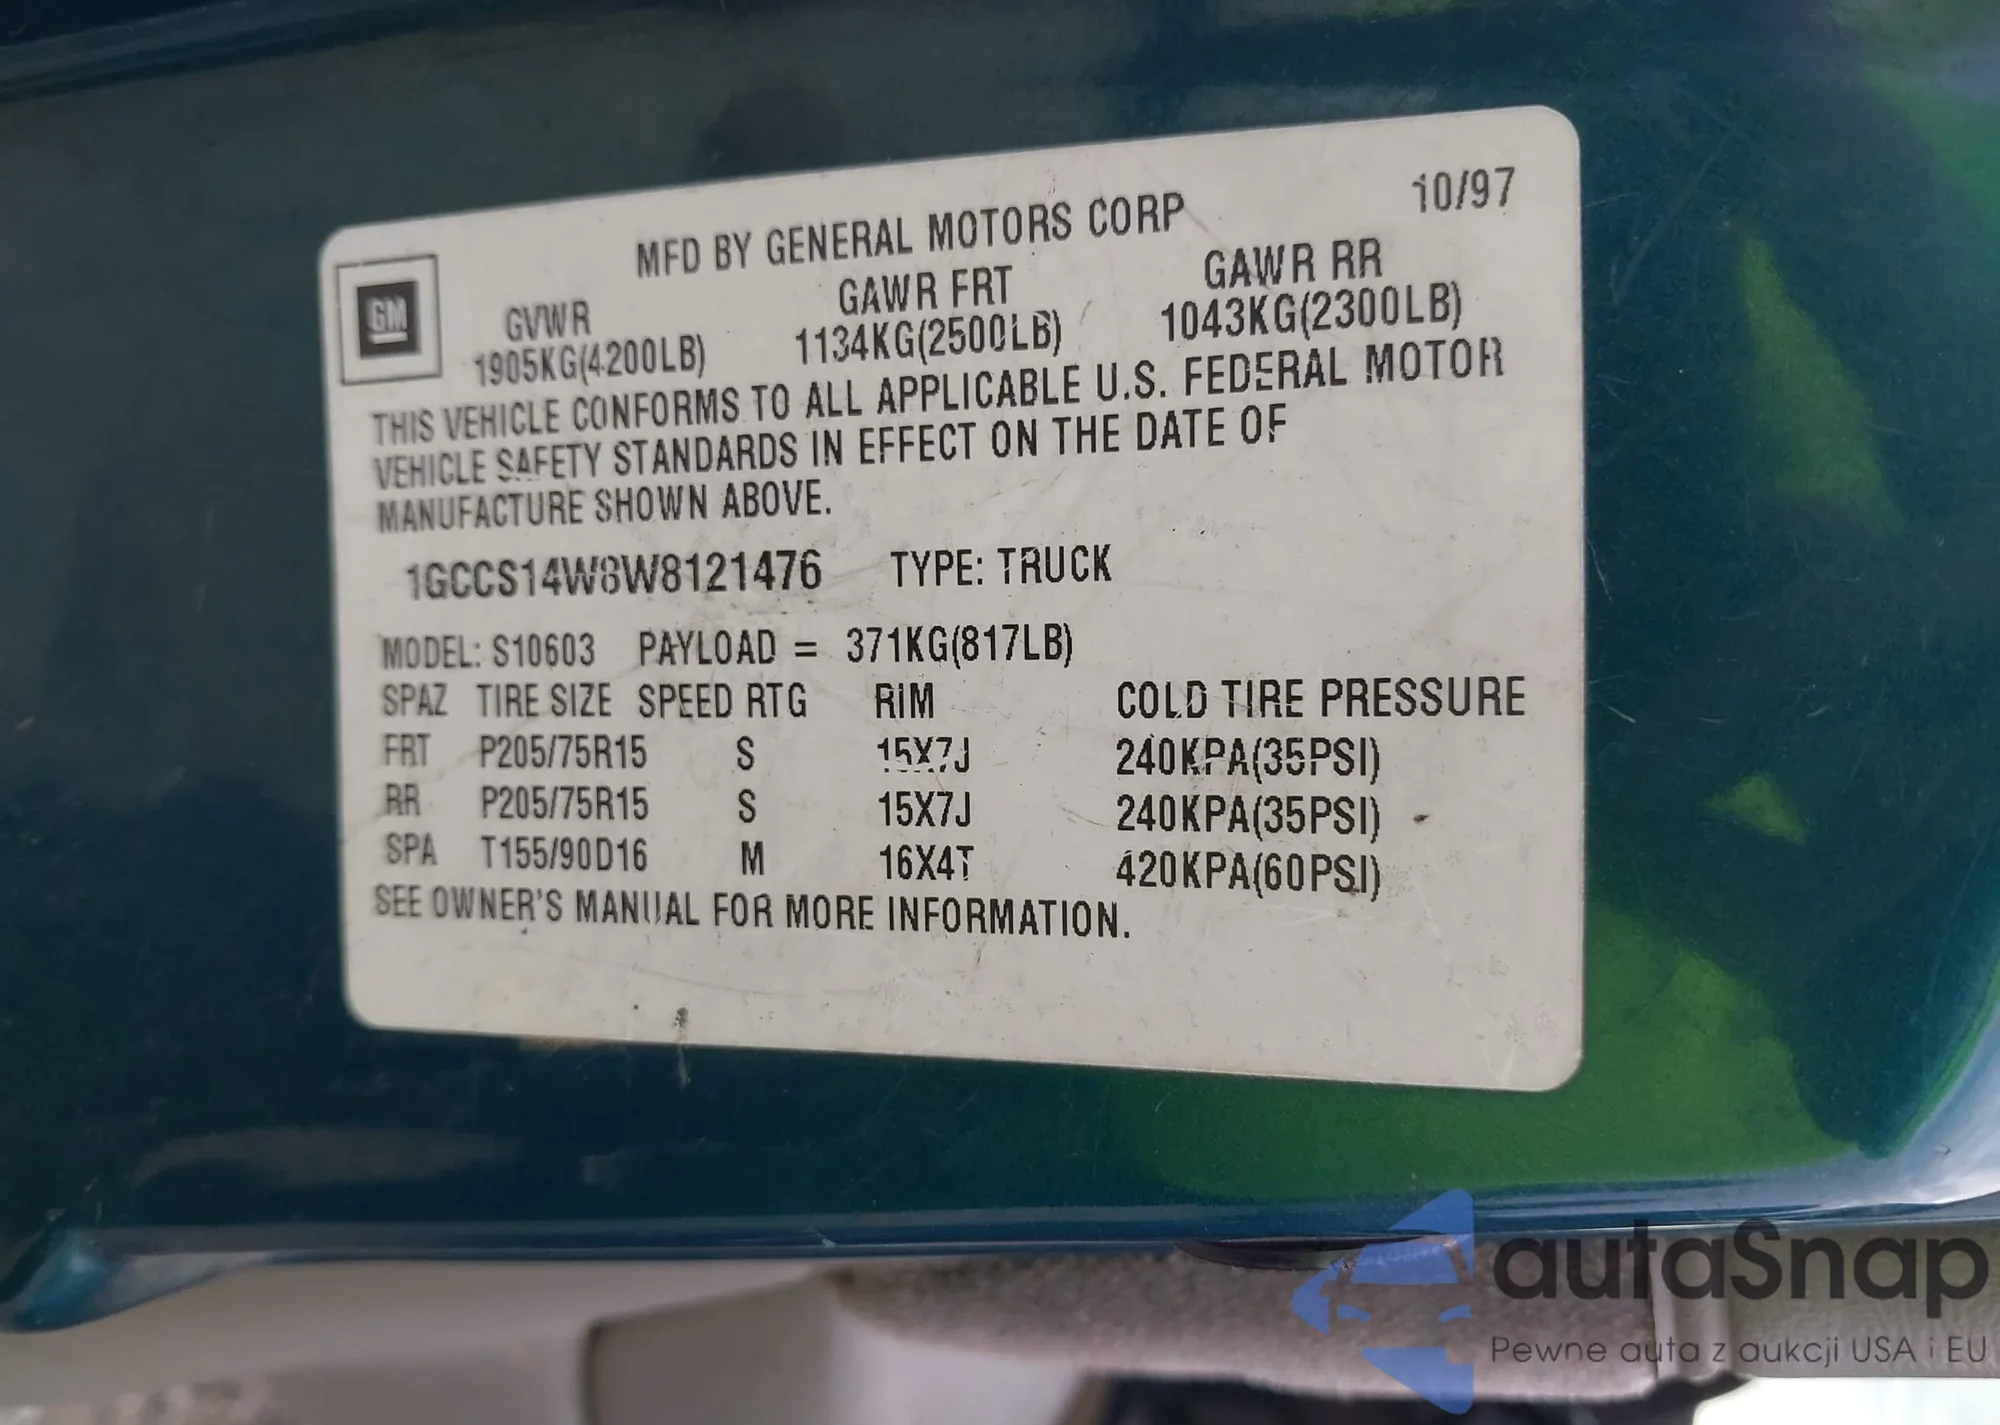 MFD BY GENERAL MOTORS CORP 10/97
GM
GVWR GAWR FRT GAWR RR
1905KG(4200LB) 1134KG(2500LB) 1043KG(2300LB)
THIS VEHICLE CONFORMS TO ALL APPLICABLE U.S. FEDERAL MOTOR
VEHICLE SAFETY STANDARDS IN EFFECT ON THE DATE OF
MANUFACTURE SHOWN ABOVE.
1GCCS14W8W8121476 TYPE: TRUCK
MODEL: S10603 PAYLOAD = 371KG(817LB)
SPAZ TIRE SIZE SPEED RTG RIM COLD TIRE PRESSURE
FRT P205/75R15 S 15X7J 240KPA(35PSI)
RR P205/75R15 S 15X7J 240KPA(35PSI)
SPA T155/90D16 M 16X4T 420KPA(60PSI)
SEE OWNER'S MANUAL FOR MORE INFORMATION.
autaSnap
Pewne auta z aukcji USA i EU